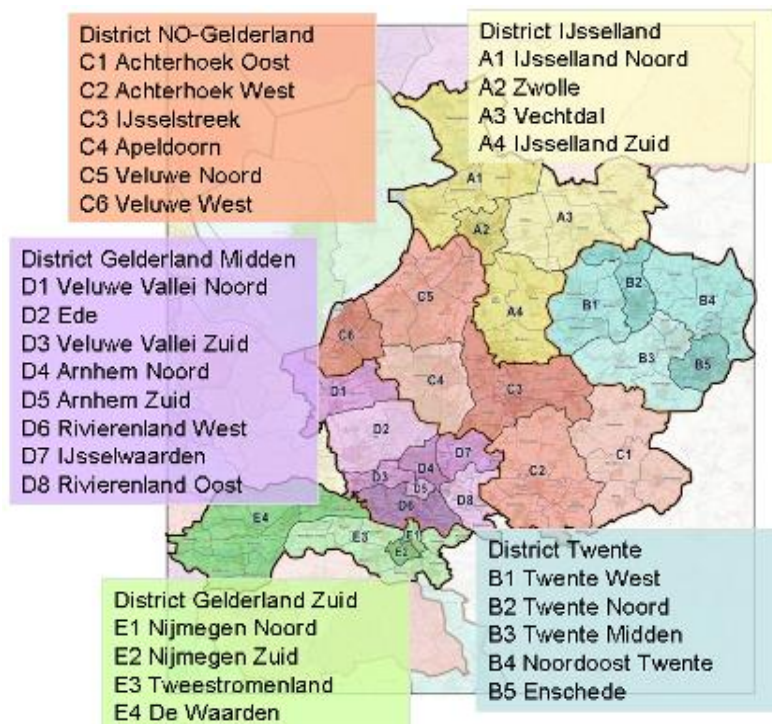 District NO-Gelderland
C1 Achterhoek Oost
C2 Achterhoek West
C3 IJsselstreek
C4 Apeldoorn
C5 Veluwe Noord
C6 Veluwe West
District IJsselland
A1 IJsselland Noord
A2 Zwolle
A3 Vechtdal
A4 IJsselland Zuid
District Gelderland Midden
D1 Veluwe Vallei Noord
D2 Ede
D3 Veluwe Vallei Zuid
D4 Arnhem Noord
D5 Arnhem Zuid
D6 Rivierenland West
D7 IJsselwaarden
D8 Rivierenland Oost
A1
A3
A2
B2
B1
B4
C5
A4
C6
B3
B5
C4
D1
C3
D2
D7
D4
C1
C2
D3
D5
D8
D6
E4
E1
E3
E2
District Gelderland Zuid
E1 Nijmegen Noord
E2 Nijmegen Zuid
E3 Tweestromenland
E4 De Waarden
District Twente
B1 Twente West
B2 Twente Noord
B3 Twente Midden
B4 Noordoost Twente
B5 Enschede